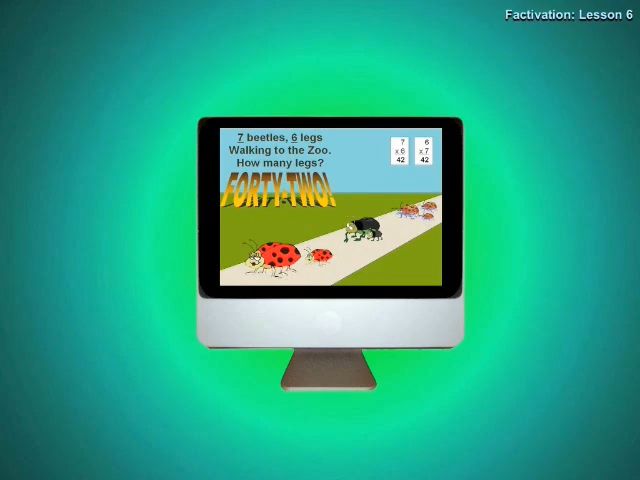 Factivation: Lesson 6
7 beetles, 6 legs
Walking to the Zoo.
How many legs?
FORTY-TWO!
7
x 6
42
6
x 7
42